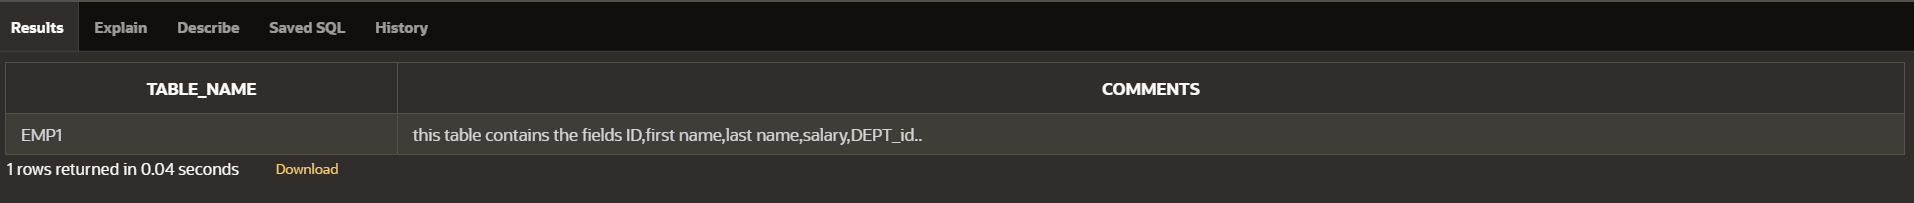 Results Explain Describe Saved SQL History
TABLE_NAME COMMENTS
EMP1 this table contains the fields ID,first name,last name,salary,DEPT_id..
1 rows returned in 0.04 seconds Download